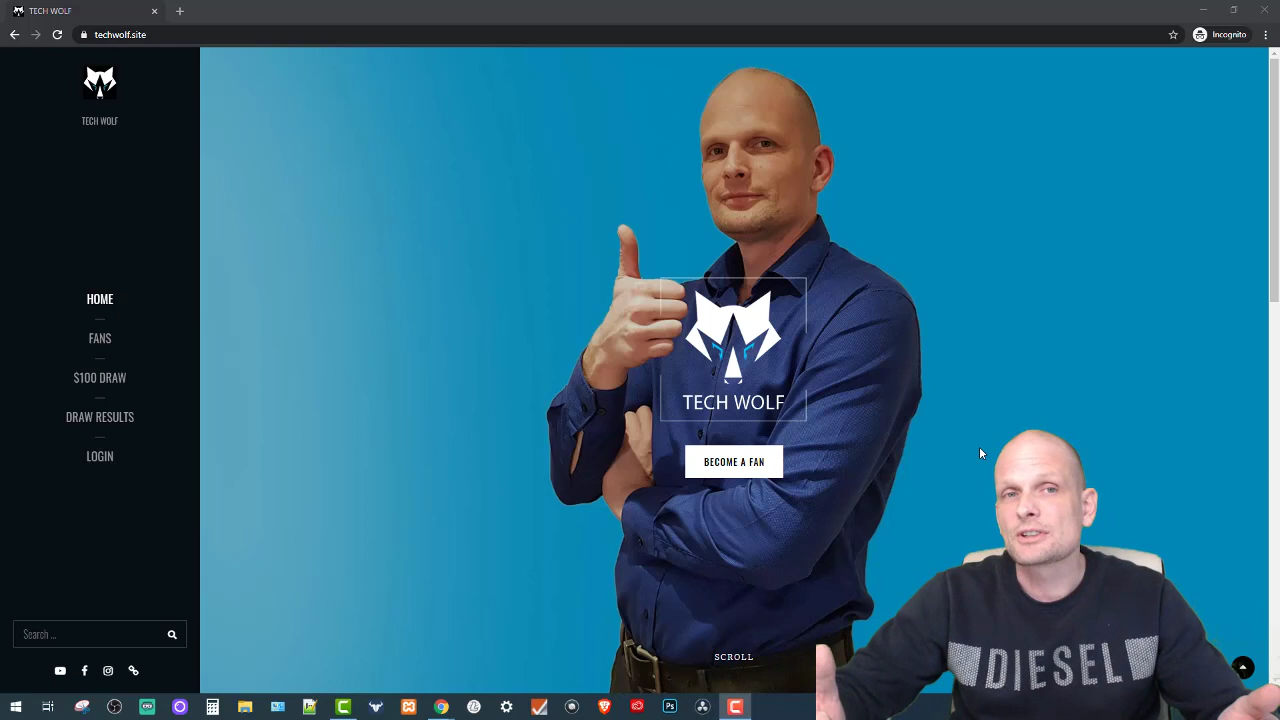 TECH WOLF
techwolf.site
Incognito
TECH WOLF
HOME
FANS
$100 DRAW
DRAW RESULTS
LOGIN
Search ...
TECH WOLF
BECOME A FAN
SCROLL
DIESEL
Ps